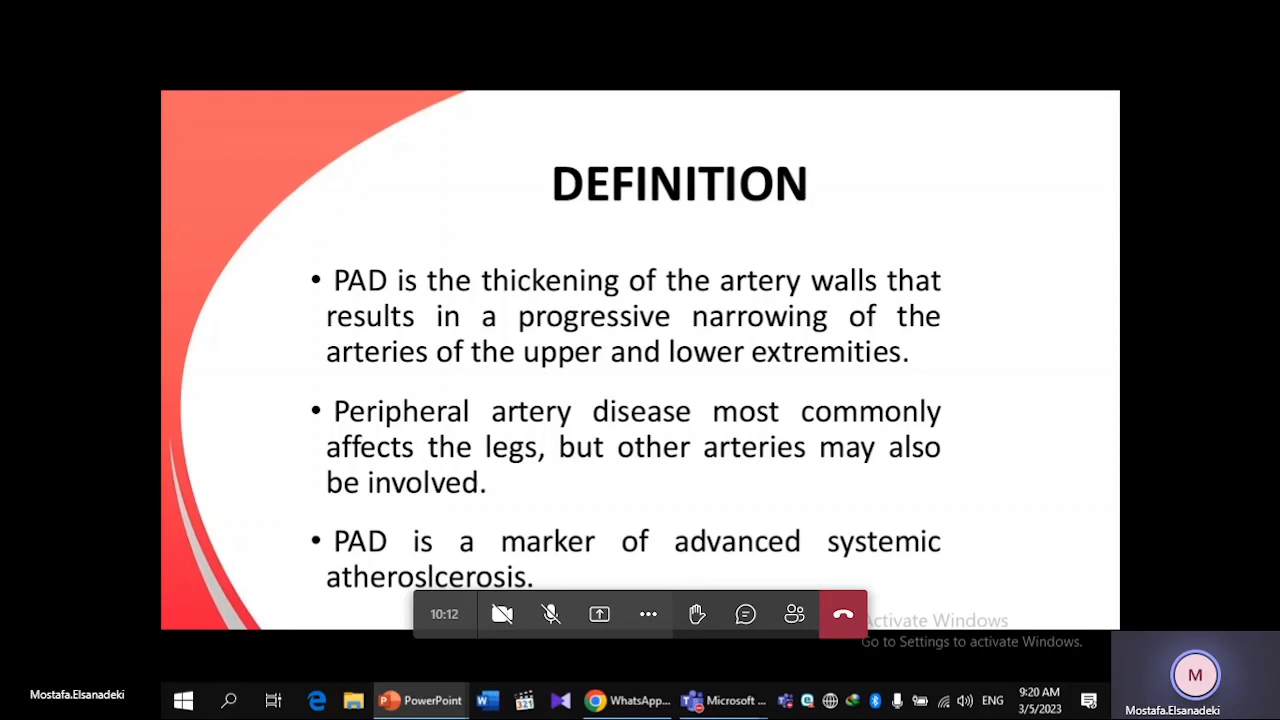 DEFINITION
• PAD is the thickening of the artery walls that
results in a progressive narrowing of the
arteries of the upper and lower extremities.
• Peripheral artery disease most commonly
affects the legs, but other arteries may also
be involved.
• PAD is a marker of advanced systemic
atheroslcerosis.
10:12
Activate Windows
Go to Settings to activate Windows.
M
Mostafa.Elsanadeki
Mostafa.Elsanadeki
PowerPoint
WhatsApp...
Microsoft ...
ENG
9:20 AM
3/5/2023